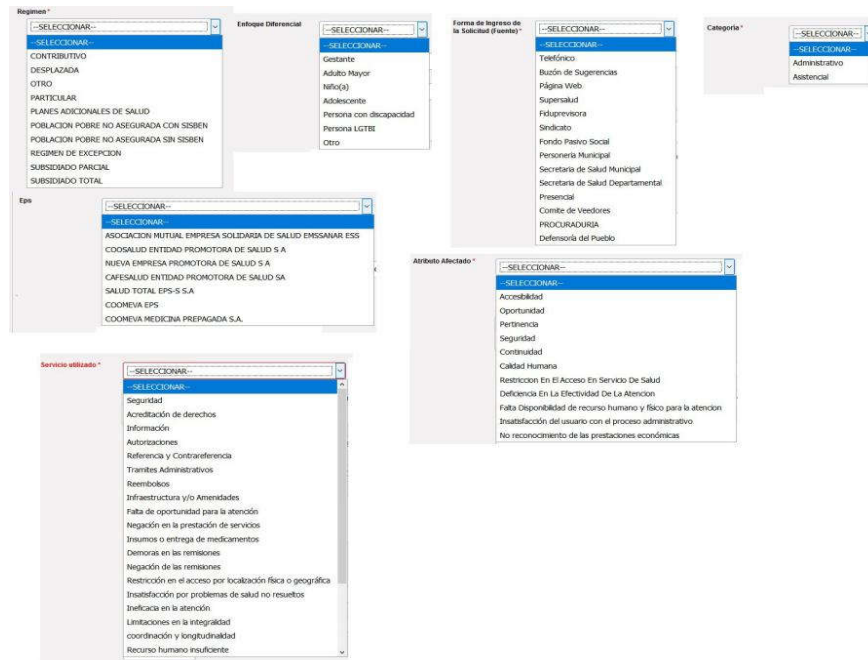 Regimen *
--SELECCIONAR--
--SELECCIONAR--
CONTRIBUTIVO
DESPLAZADA
OTRO
PARTICULAR
PLANES ADICIONALES DE SALUD
POBLACION POBRE NO ASEGURADA CON SISBEN
POBLACION POBRE NO ASEGURADA SIN SISBEN
REGIMEN DE EXCEPCION
SUBSIDIADO PARCIAL
SUBSIDIADO TOTAL
Enfoque Diferencial
--SELECCIONAR--
--SELECCIONAR--
Gestante
Adulto Mayor
Niño(a)
Adolescente
Persona con discapacidad
Persona LGTBI
Otro
Forma de Ingreso de
la Solicitud (Fuente) *
--SELECCIONAR--
--SELECCIONAR--
Telefónico
Buzón de Sugerencias
Página Web
Supersalud
Fiduprevisora
Sindicato
Fondo Pasivo Social
Personeria Municipal
Secretaria de Salud Municipal
Secretaria de Salud Departamental
Presencial
Comite de Veedores
PROCURADURIA
Defensoría del Pueblo
Categoria *
--SELECCIONAR--
--SELECCIONAR--
Administrativo
Asistencial
Eps
--SELECCIONAR--
--SELECCIONAR--
ASOCIACION MUTUAL EMPRESA SOLIDARIA DE SALUD EMSSANAR ESS
COOSALUD ENTIDAD PROMOTORA DE SALUD S A
NUEVA EMPRESA PROMOTORA DE SALUD S A
CAFESALUD ENTIDAD PROMOTORA DE SALUD SA
SALUD TOTAL EPS-S S.A
COOMEVA EPS
COOMEVA MEDICINA PREPAGADA S.A.
Atributo Afectado *
--SELECCIONAR--
--SELECCIONAR--
Accesibilidad
Oportunidad
Pertinencia
Seguridad
Continuidad
Calidad Humana
Restriccion En El Acceso En Servicio De Salud
Deficiencia En La Efectividad De La Atencion
Falta Disponibilidad de recurso humano y físico para la atencion
Insatisfacción del usuario con el proceso administrativo
No reconocimiento de las prestaciones económicas
Servicio utilizado *
--SELECCIONAR--
--SELECCIONAR--
Seguridad
Acreditación de derechos
Información
Autorizaciones
Referencia y Contrareferencia
Tramites Administrativos
Reembolsos
Infraestructura y/o Amenidades
Falta de oportunidad para la atención
Negación en la prestación de servicios
Insumos o entrega de medicamentos
Demoras en las remisiones
Negación de las remisiones
Restricción en el acceso por localización física o geográfica
Insatisfacción por problemas de salud no resueltos
Ineficacia en la atención
Limitaciones en la integralidad
coordinación y longitudinalidad
Recurso humano insuficiente